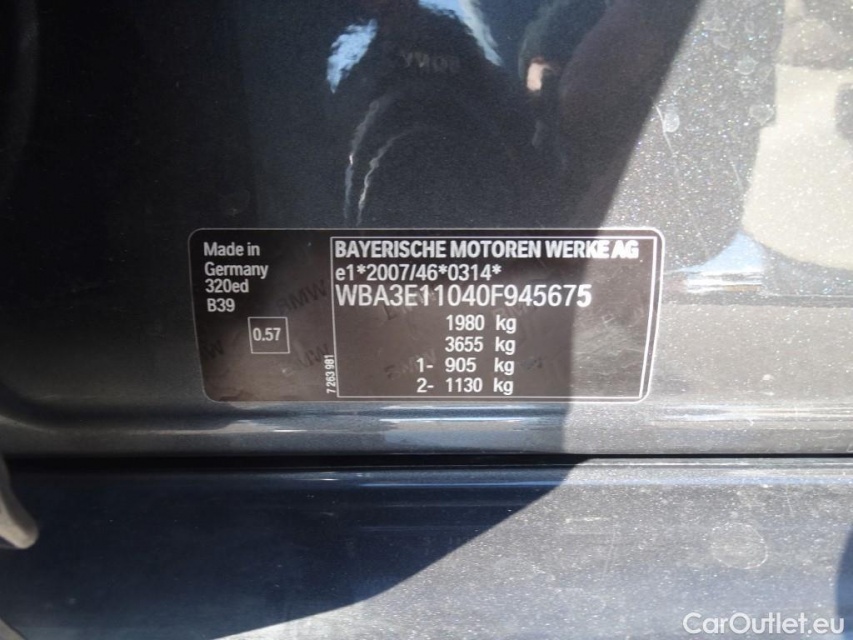 Made in
Germany
320ed
B39
0.57
7 263 981
BAYERISCHE MOTOREN WERKE AG
e1*2007/46*0314*
WBA3E11040F945675
1980 kg
3655 kg
1- 905 kg
2- 1130 kg
CarOutlet.eu